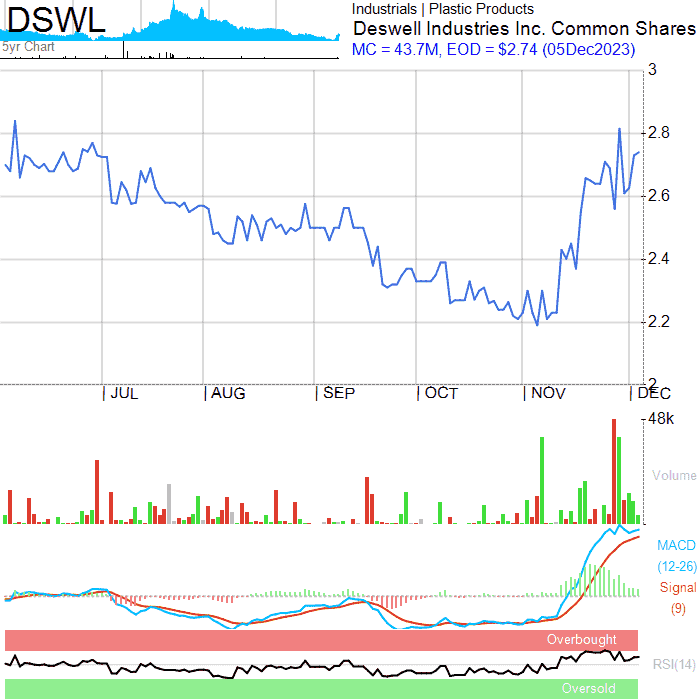 DSWL
5yr Chart
Industrials | Plastic Products
Deswell Industries Inc. Common Shares
MC = 43.7M, EOD = $2.74 (05Dec2023)
3
2.8
2.6
2.4
2.2
2
JUL AUG SEP OCT NOV DEC
48k
Volume
MACD
(12-26)
Signal
(9)
Overbought
RSI(14)
Oversold